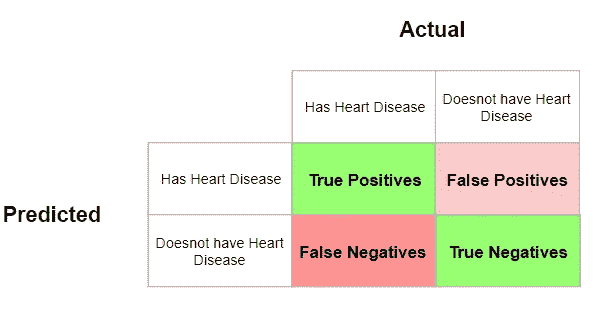 Actual
Has Heart Disease
Doesnot have Heart
Disease
Predicted
Has Heart Disease
True Positives
False Positives
Doesnot have Heart
Disease
False Negatives
True Negatives